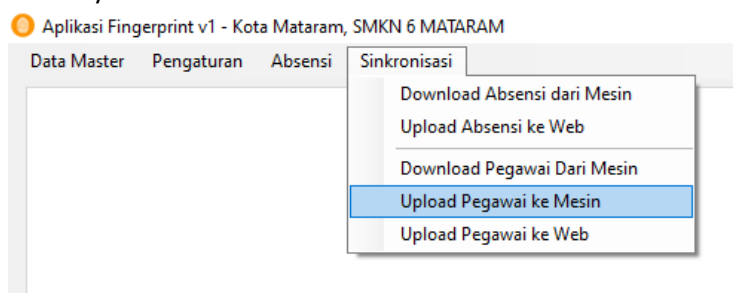 Aplikasi Fingerprint v1 - Kota Mataram, SMKN 6 MATARAM
Data Master Pengaturan Absensi Sinkronisasi
Download Absensi dari Mesin
Upload Absensi ke Web
Download Pegawai Dari Mesin
Upload Pegawai ke Mesin
Upload Pegawai ke Web